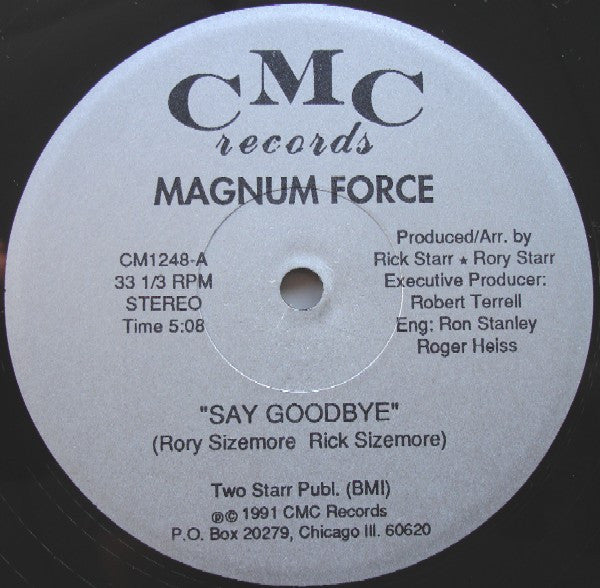 CMC
records
MAGNUM FORCE
CM1248-A
33 1/3 RPM
STEREO
Time 5:08
Produced/Arr. by
Rick Starr ★ Rory Starr
Executive Producer:
Robert Terrell
Eng: Ron Stanley
Roger Heiss
"SAY GOODBYE"
(Rory Sizemore Rick Sizemore)
Two Starr Publ. (BMI)
℗© 1991 CMC Records
P.O. Box 20279, Chicago Ill. 60620